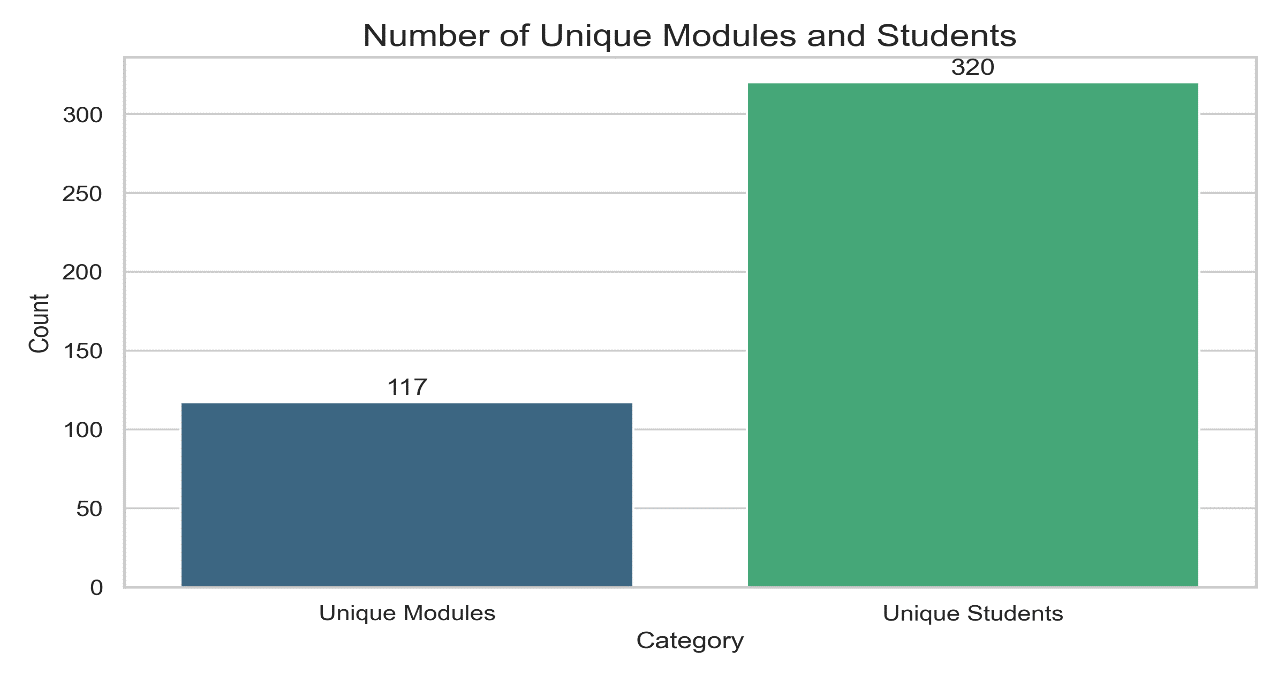 Number of Unique Modules and Students
320
300
250
200
150
117
100
50
0
Count
Unique Modules
Unique Students
Category